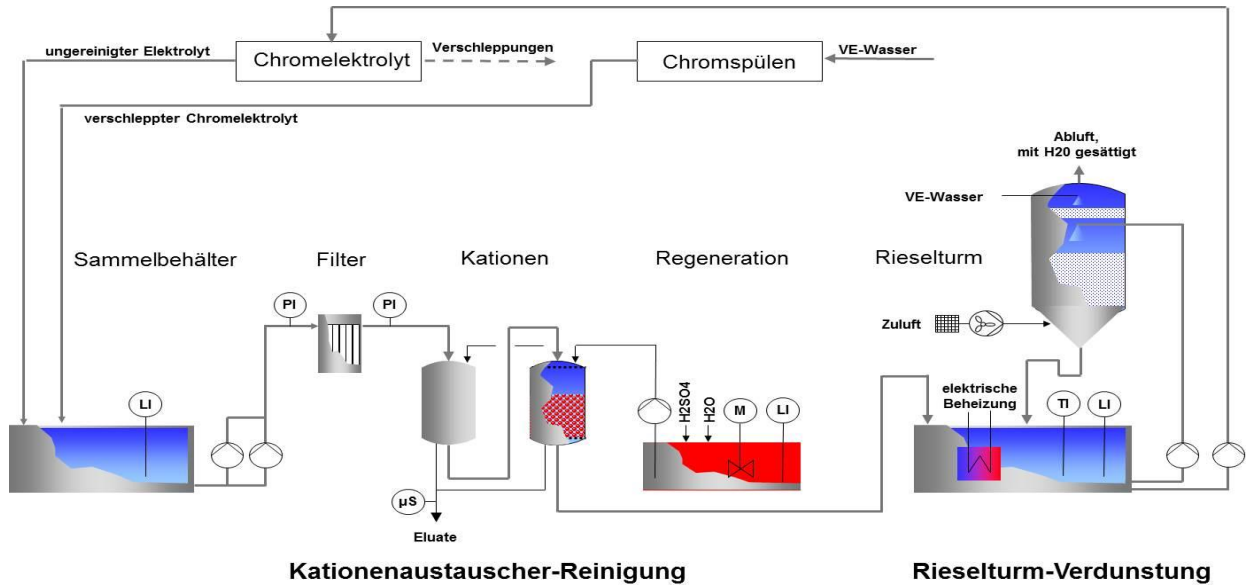 ungereinigter Elektrolyt
Chromelektrolyt
Verschleppungen
Chromspülen
VE-Wasser
verschleppter Chromelektrolyt
Abluft,
mit H20 gesättigt
VE-Wasser
Sammelbehälter
Filter
Kationen
Regeneration
Rieselturm
PI
PI
Zuluft
LI
H2SO4
H2O
M
LI
elektrische
Beheizung
TI
LI
µS
Eluate
Kationenaustauscher-Reinigung
Rieselturm-Verdunstung